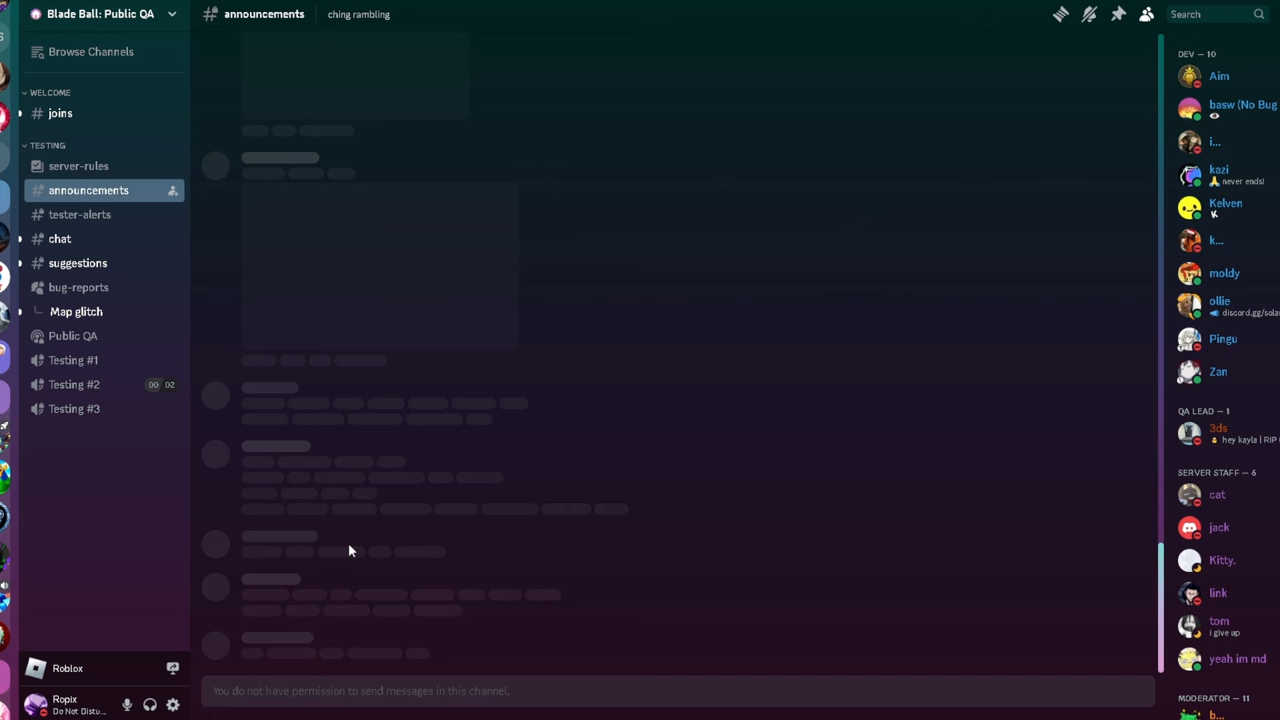 Blade Ball: Public QA
Browse Channels
WELCOME
joins
TESTING
server-rules
announcements
tester-alerts
chat
suggestions
bug-reports
Map glitch
Public QA
Testing #1
Testing #2
00 02
Testing #3
Roblox
Ropix
Do Not Distu...
announcements
ching rambling
You do not have permission to send messages in this channel.
Search
DEV — 10
Aim
basw (No Bug
i...
kazi
never ends!
Kelven
k...
moldy
ollie
discord.gg/sola
Pingu
Zan
QA LEAD — 1
3ds
hey kayla | RIP
SERVER STAFF — 6
cat
jack
Kitty.
link
tom
i give up
yeah im md
MODERATOR — 11
b...